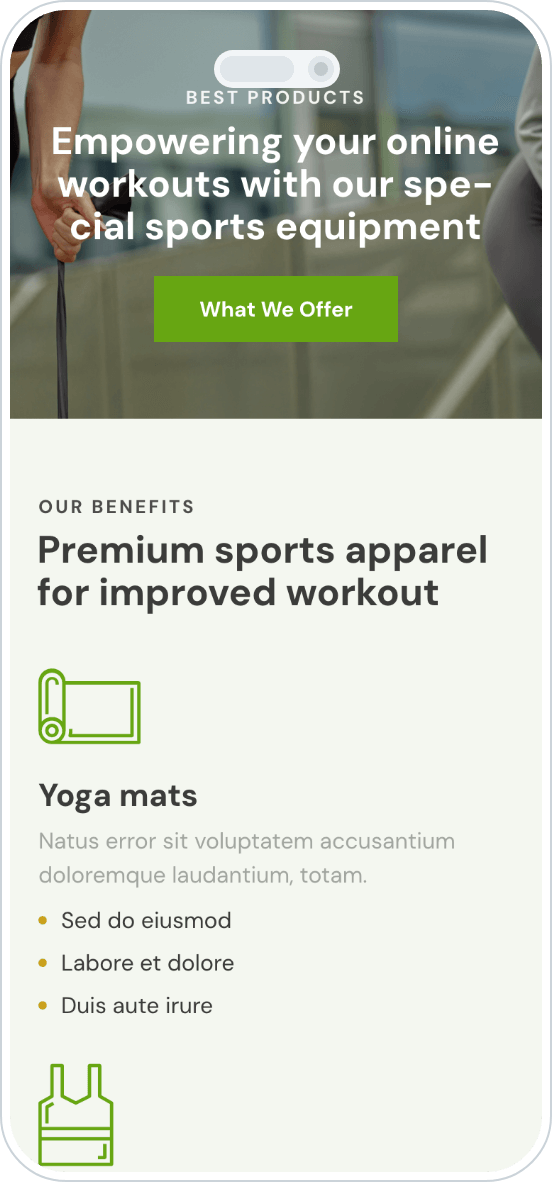 BEST PRODUCTS
Empowering your online
workouts with our spe-
cial sports equipment
What We Offer
OUR BENEFITS
Premium sports apparel
for improved workout
Yoga mats
Natus error sit voluptatem accusantium
doloremque laudantium, totam.
Sed do eiusmod
Labore et dolore
Duis aute irure